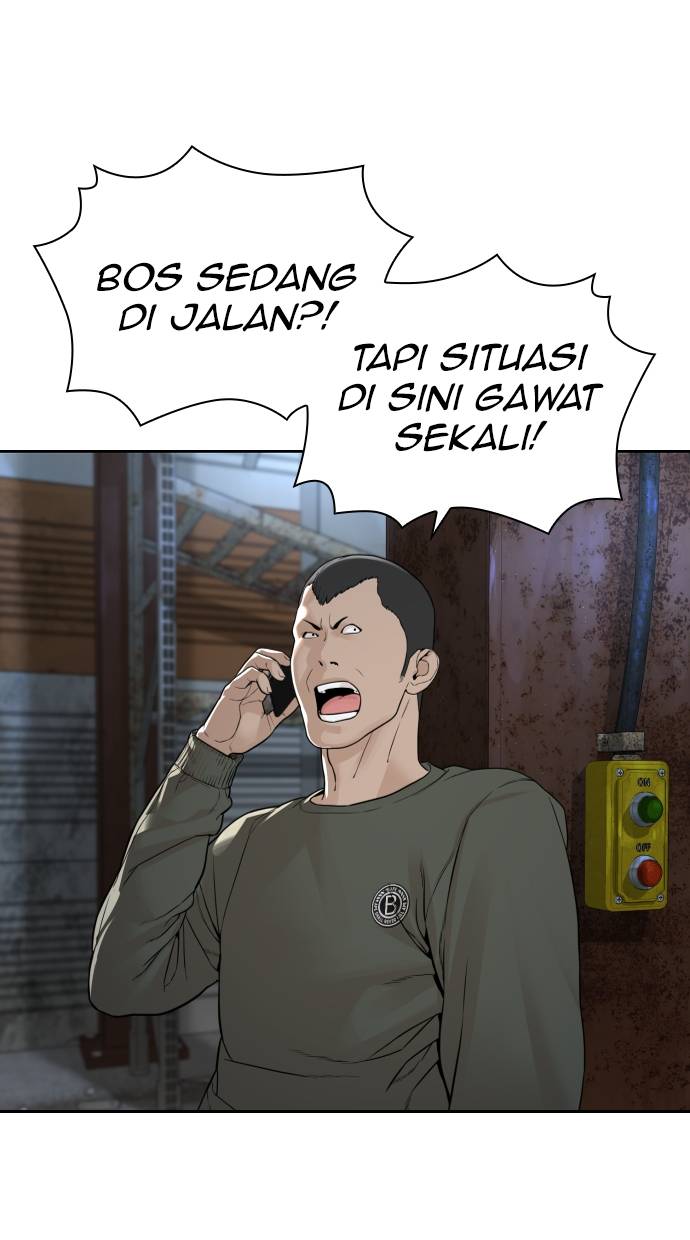 BOS SEDANG
DI JALAN?!
TAPI SITUASI
DI SINI GAWAT
SEKALI!
ON
OFF
B